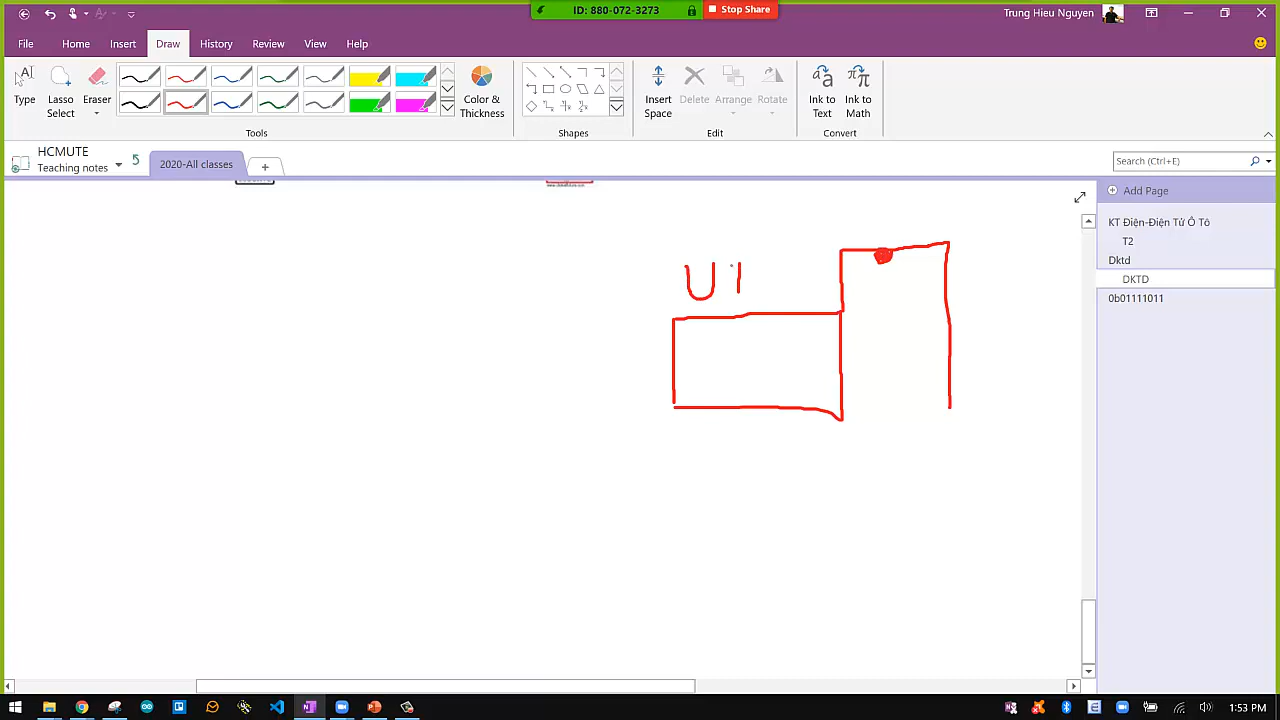 ID: 880-072-3273
Stop Share
Trung Hieu Nguyen
File
Home
Insert
Draw
History
Review
View
Help
Type
Lasso
Select
Eraser
Color &
Thickness
Insert
Space
Delete
Arrange
Rotate
Ink to
Text
Ink to
Math
Tools
Shapes
Edit
Convert
HCMUTE
Teaching notes
2020-All classes
Search (Ctrl+E)
Add Page
KT Điện-Điện Tử Ô Tô
T2
Dktd
DKTD
0b01111011
U I
1:53 PM